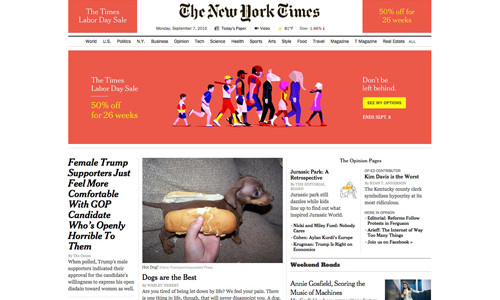 The Times
Labor Day Sale
50% off
for 26 weeks
The New York Times
Monday, September 7, 2015
Today's Paper
Video
81°F
Dow -1.66%
World U.S. Politics N.Y. Business Tech Science Health Sports Arts Style Food Travel Magazine T Magazine Real Estate ALL
The Times
Labor Day Sale
50% off
for 26 weeks
Don't be
left behind.
SEE MY OPTIONS
ENDS SEPT. 8
Female Trump
Supporters Just
Feel More
Comfortable
With GOP
Candidate
Who's Openly
Horrible To
Them
By The Onion
When polled, Trump's male
supporters indicated their
approval for the candidate's
willingness to express his open
disdain toward women as well.
Hot Dog!
Dogs are the Best
Are you tired of being let down by life? We feel your pain. There
is one thing in life, though, that will never disappoint you. A dog.
The Opinion Pages
Jurassic Park: A
Retrospective
By THE EDITORIAL
BOARD
Jurassic park still
dazzles while kids
line up to find out what
inspired Jurassic World.
· Nicki and Miley Feud: Nobody
Cares
· Cohen: Aylan Kurdi's Europe
· Krugman: Trump Is Right on
Economics
OP-ED CONTRIBUTOR
Kim Davis is the Worst
By RYAN T. ANDERSON
The Kentucky county clerk
symbolizes hypocrisy at its
most ridiculous.
MORE IN OPINION
· Editorial: Reforms Follow
Protests in Ferguson
· Arieff: The Internet of Way
Too Many Things
· Join us on Facebook »
Weekend Reads
Annie Gosfield, Scoring the
Music of Machines